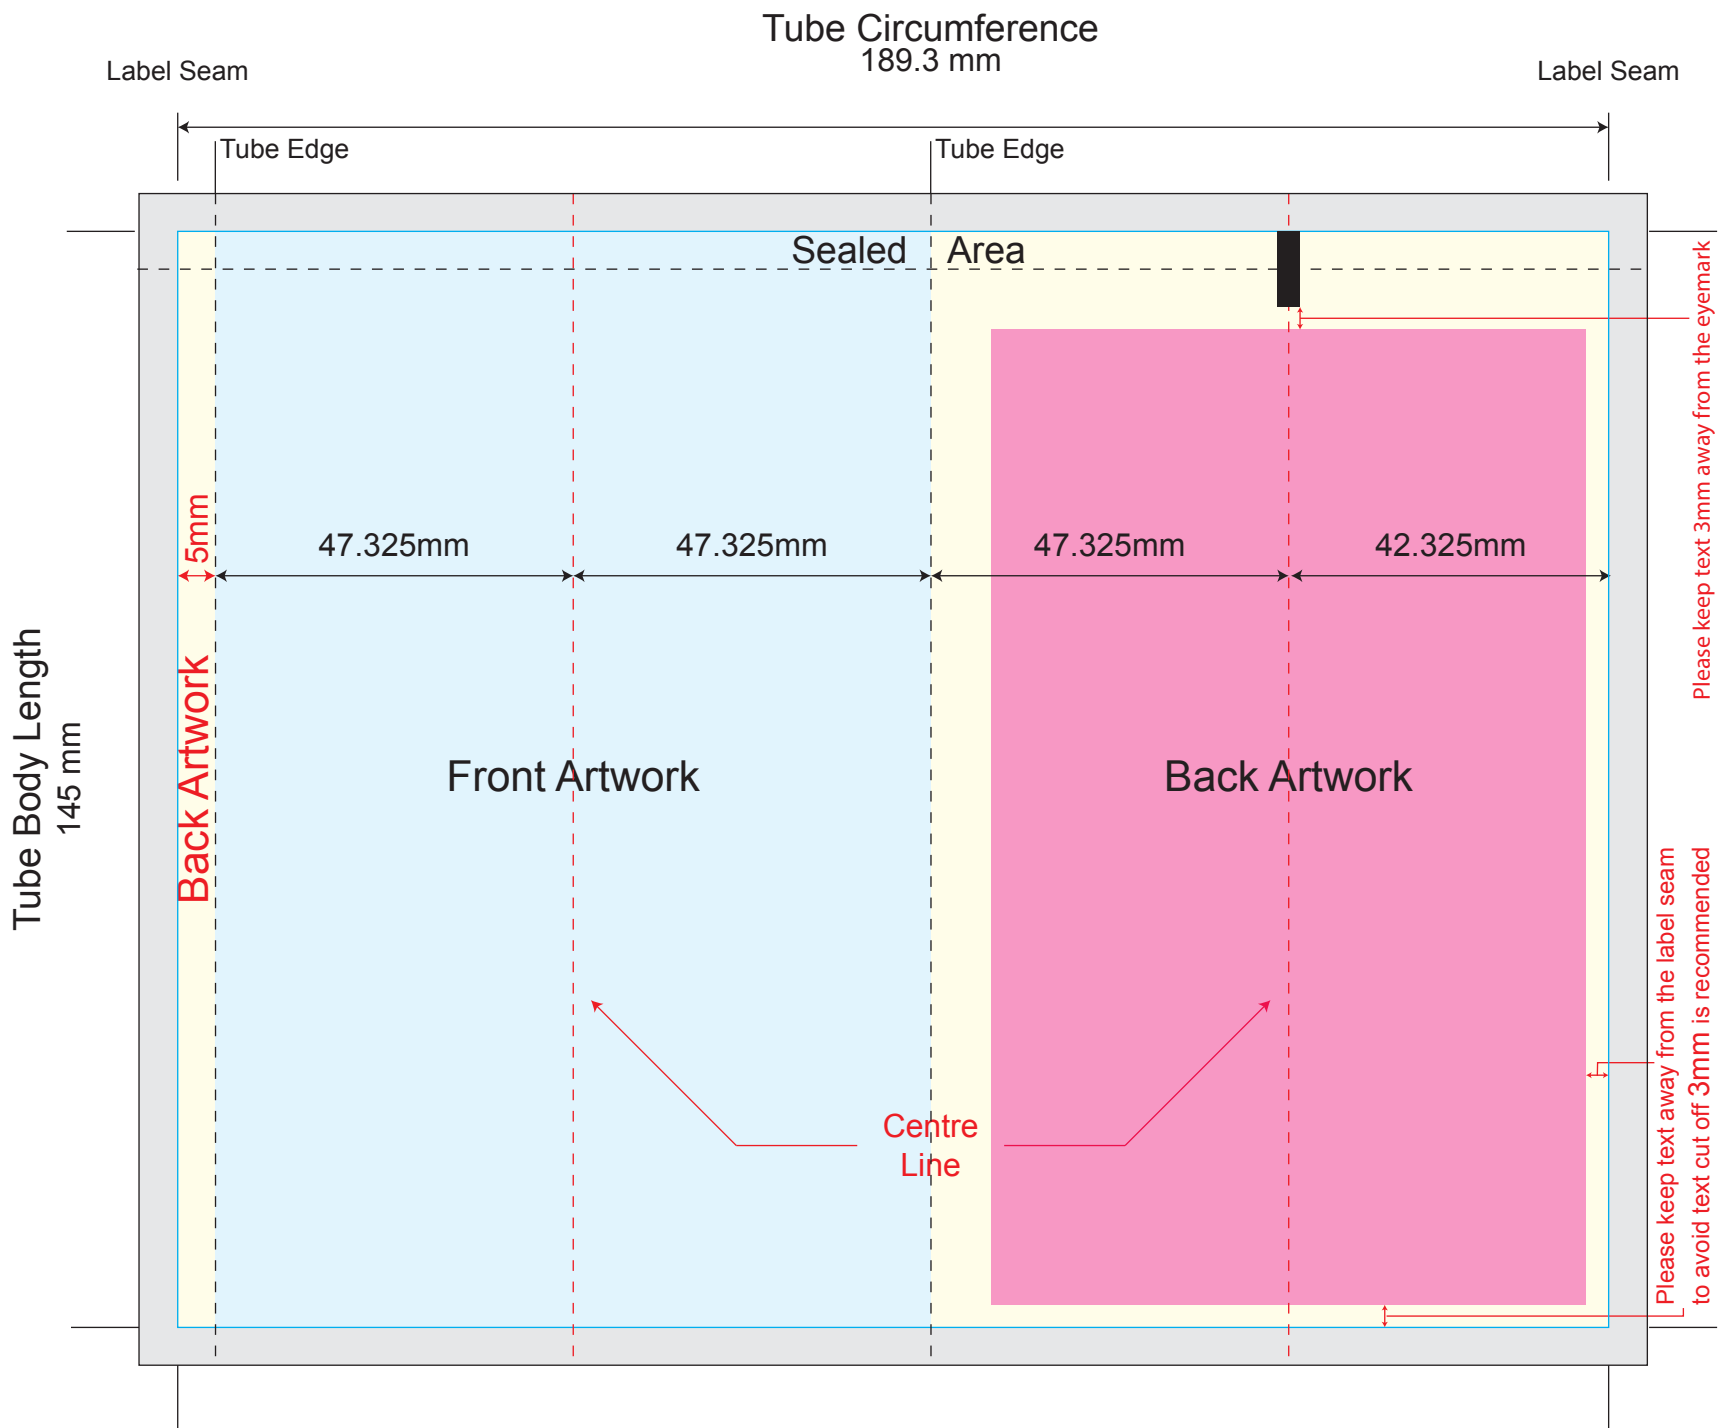 Tube Circumference
189.3 mm
Label Seam
Label Seam
Tube Edge
Tube Edge
Sealed Area
Please keep text 3mm away from the eyemark
5mm
47.325mm
47.325mm
47.325mm
42.325mm
Tube Body Length
145 mm
Back Artwork
Front Artwork
Back Artwork
Please keep text away from the label seam
to avoid text cut off 3mm is recommended
Centre
Line